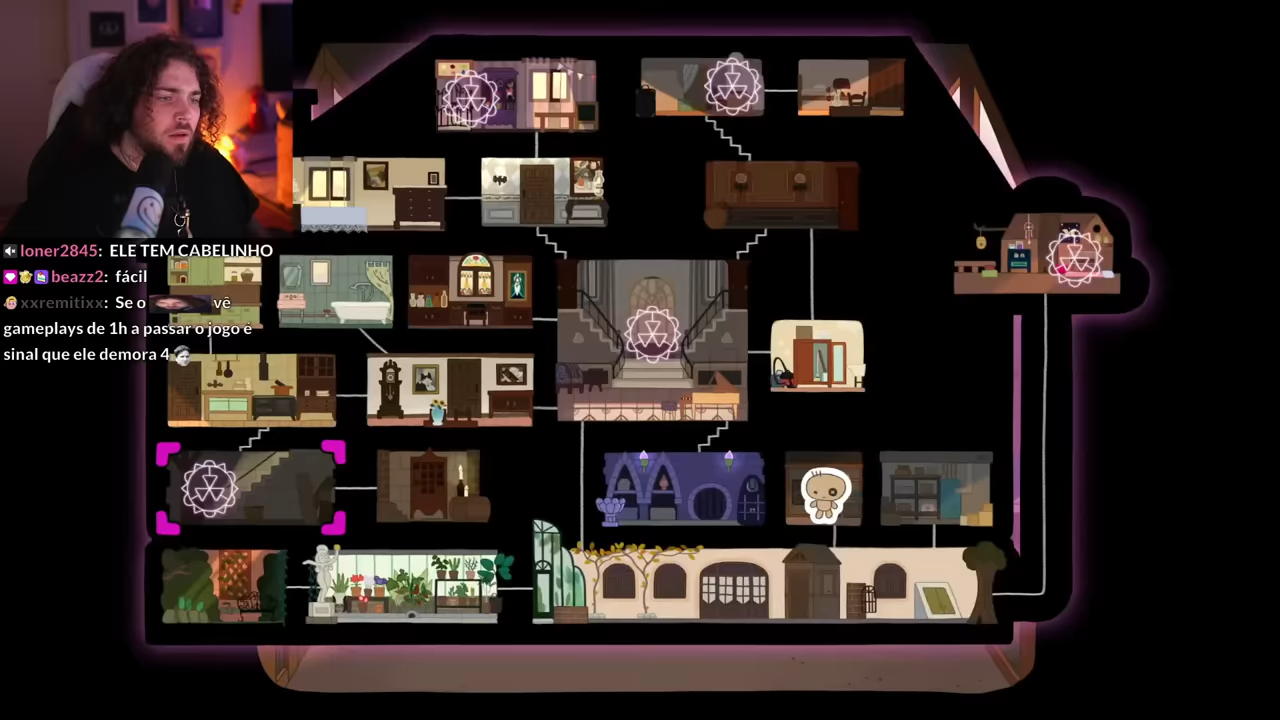 loner2845: ELE TEM CABELINHO
beazz2: fácil
xxremitixx: Se o vê
gameplays de 1h a passar o jogo é
sinal que ele demora 4